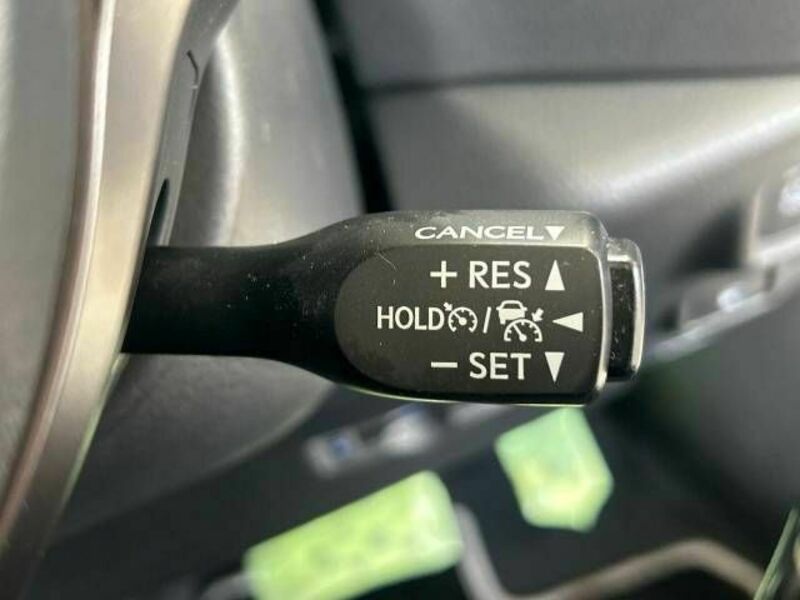 CANCEL▼
+ RES ▲
HOLD / ◀
− SET ▼